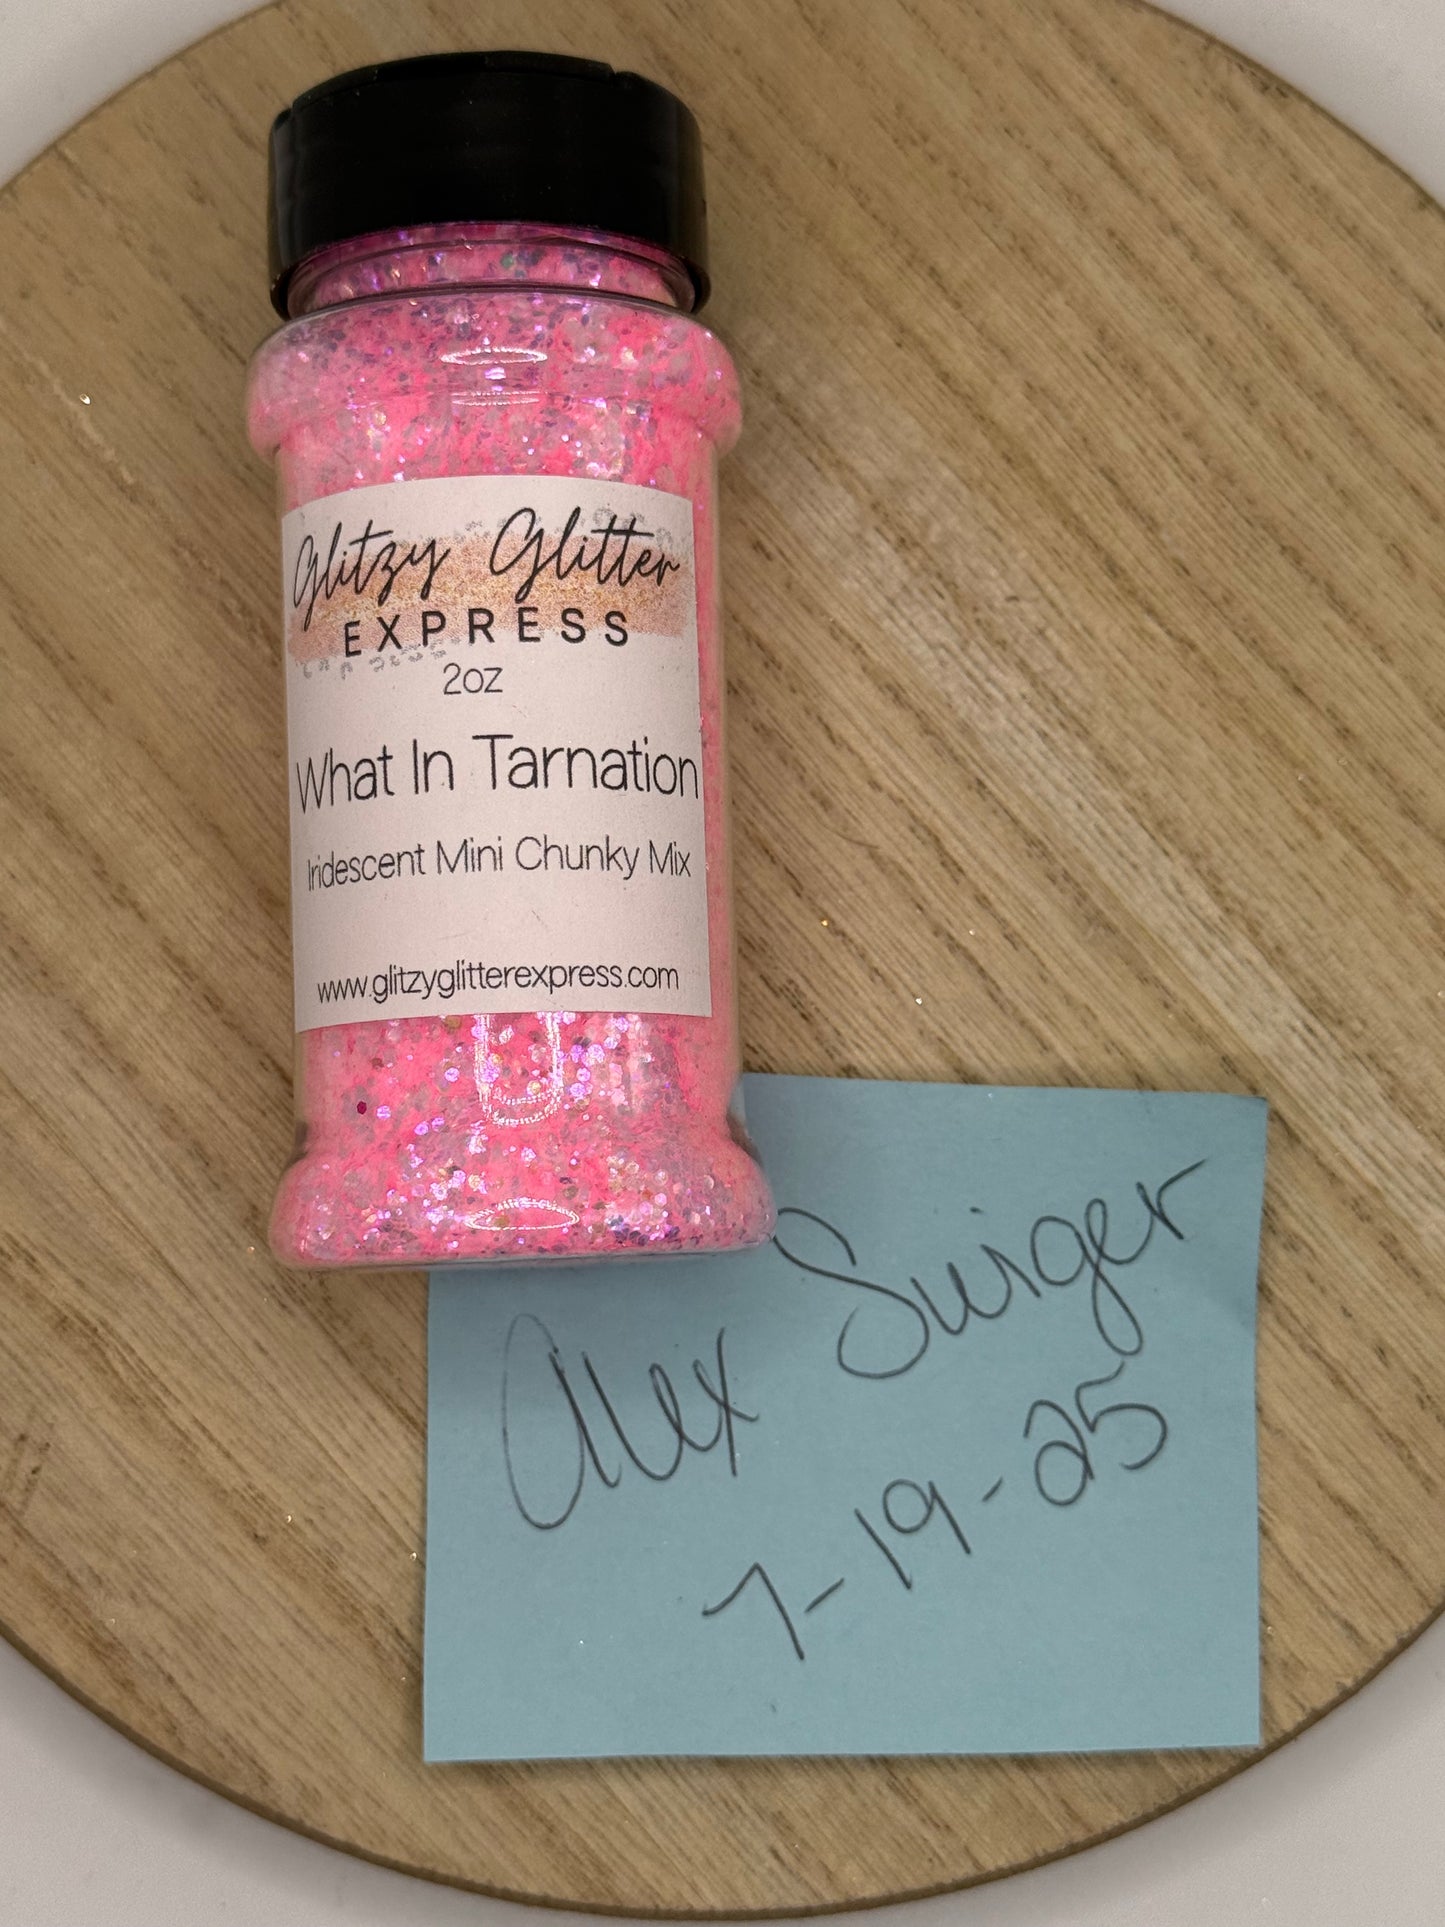 Glitzy Glitter
EXPRESS
2oz
What In Tarnation
Iridescent Mini Chunky Mix
www.glitzyglitterexpress.com
Alex Swiger
7-19-25